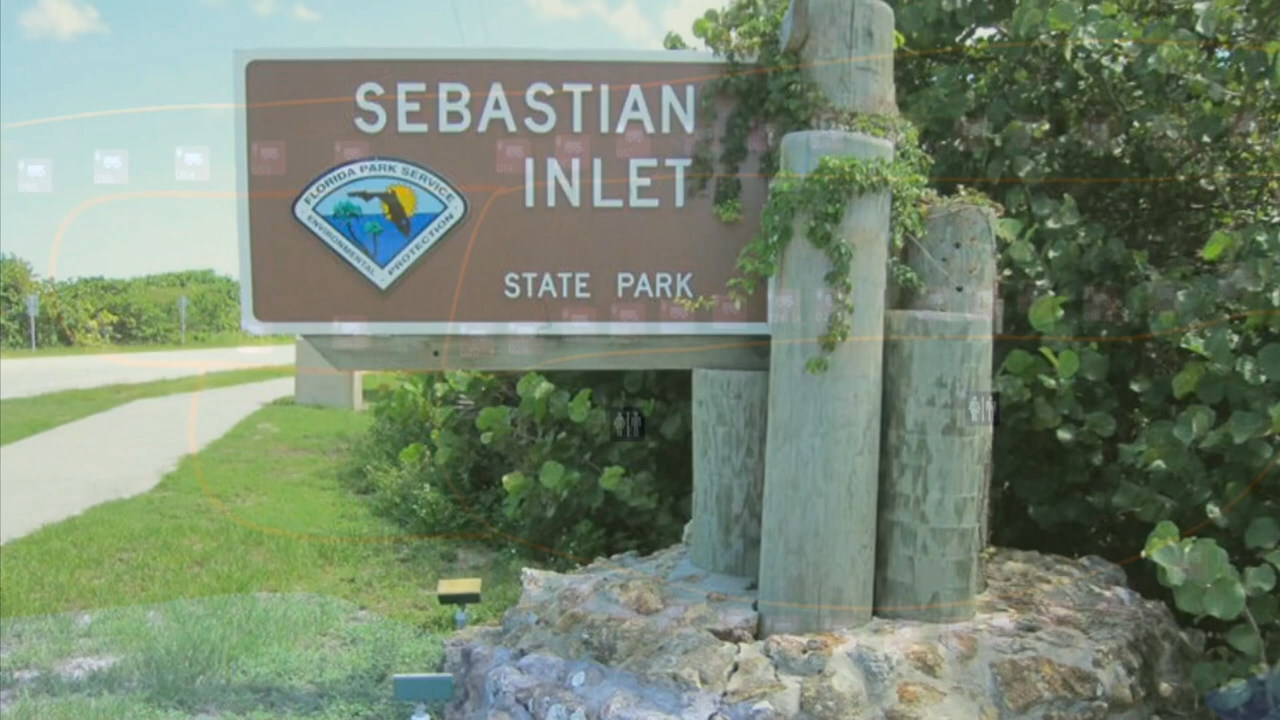 SEBASTIAN
INLET
FLORIDA PARK SERVICE
ENVIRONMENTAL PROTECTION
STATE PARK